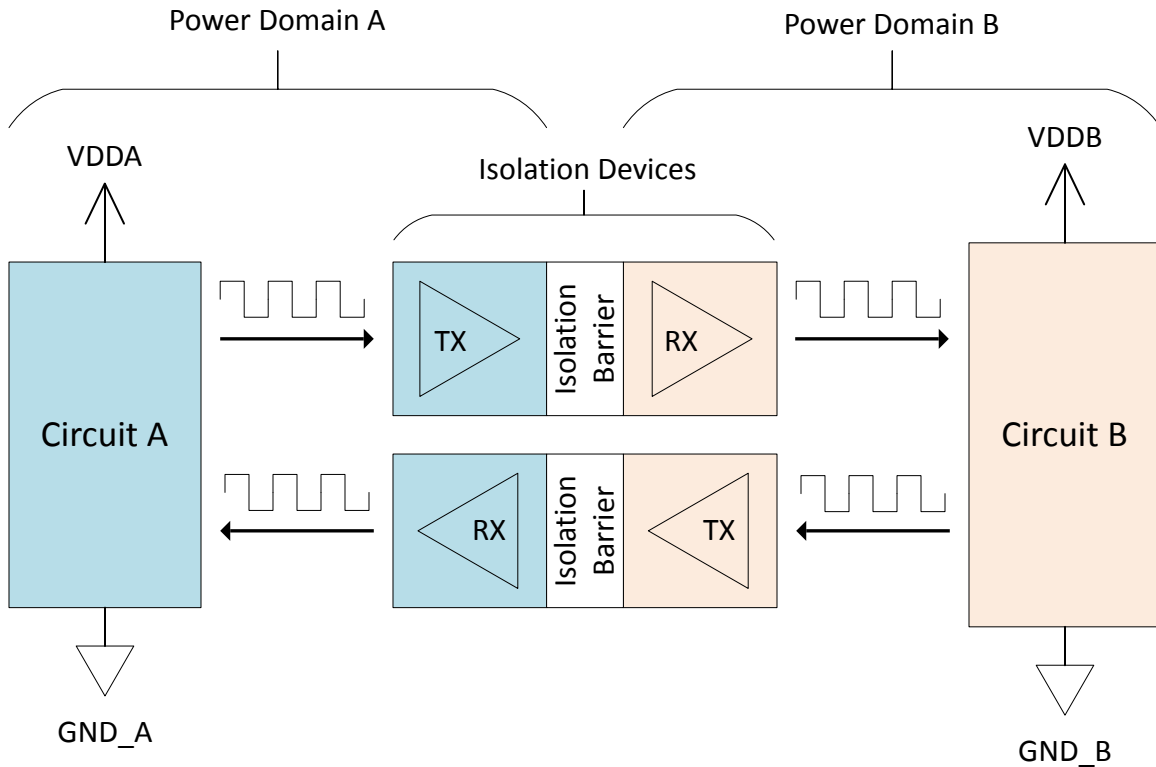 Power Domain A
Power Domain B
VDDA
VDDB
Isolation Devices
TX
Isolation
Barrier
RX
Circuit A
Circuit B
RX
Isolation
Barrier
TX
GND_A
GND_B